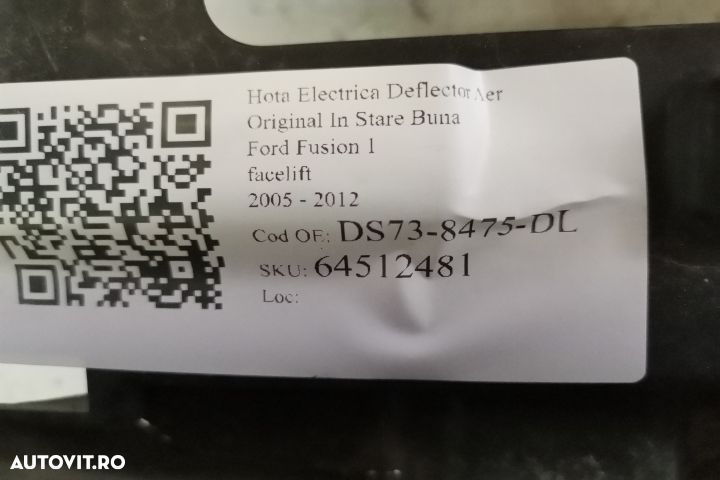 Hota Electrica Deflector Aer
Original In Stare Buna
Ford Fusion 1
facelift
2005 - 2012
Cod OE: DS73-8475-DL
SKU: 64512481
Loc:
AUTOVIT.RO